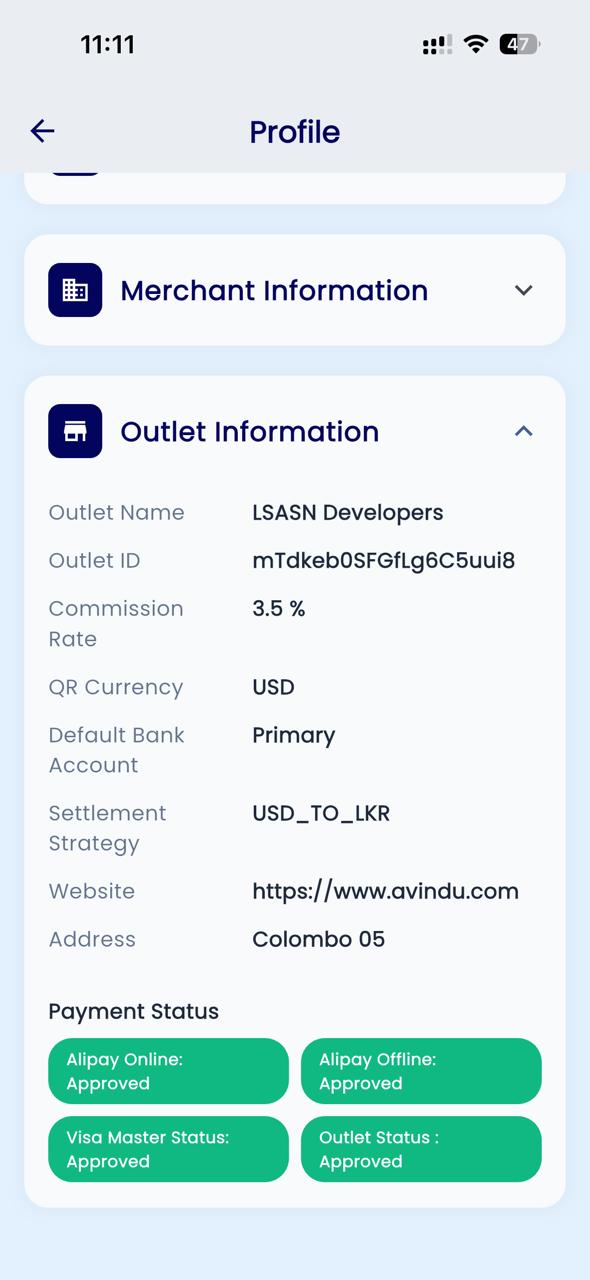 11:11
47
Profile
Merchant Information
Outlet Information
Outlet Name LSASN Developers
Outlet ID mTdkeb0SFGfLg6C5uui8
Commission 3.5 %
Rate
QR Currency USD
Default Bank Primary
Account
Settlement USD_TO_LKR
Strategy
Website https://www.avindu.com
Address Colombo 05
Payment Status
Alipay Online: Alipay Offline:
Approved Approved
Visa Master Status: Outlet Status :
Approved Approved